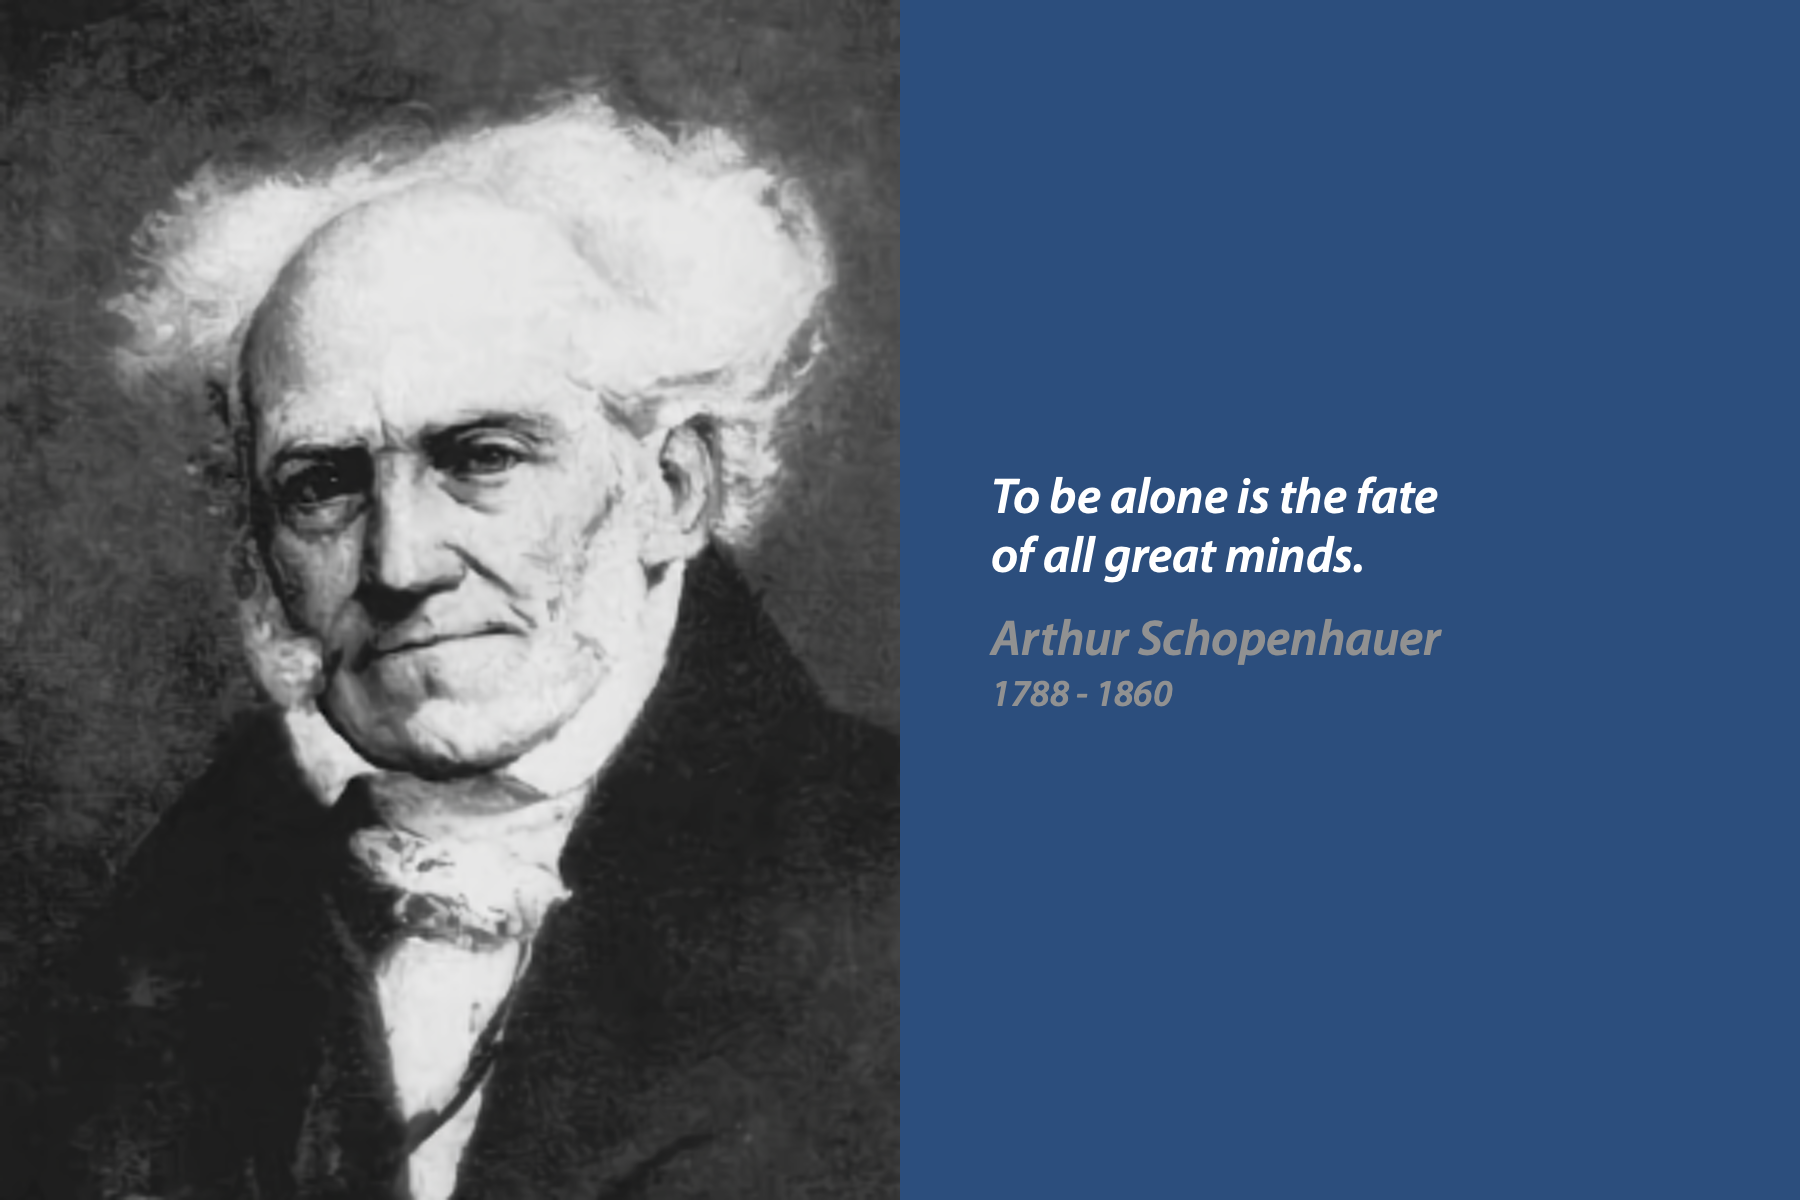 To be alone is the fate
of all great minds.
Arthur Schopenhauer
1788 - 1860